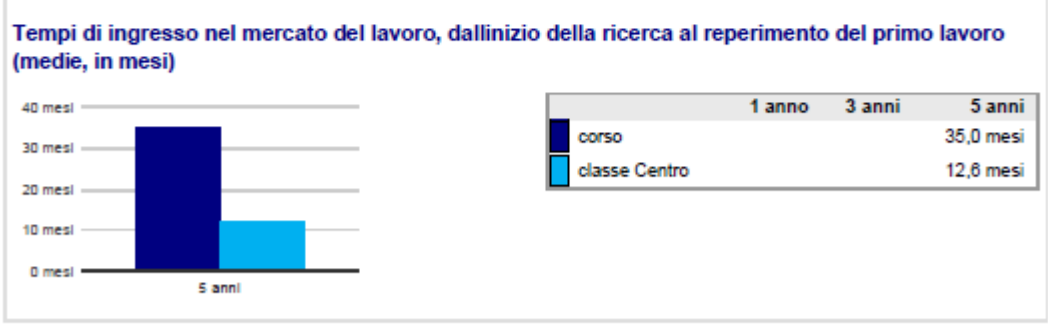 Tempi di ingresso nel mercato del lavoro, dallinizio della ricerca al reperimento del primo lavoro
(medie, in mesi)
40 mesi
30 mesi
20 mesi
10 mesi
0 mesi
5 anni
1 anno 3 anni 5 anni
corso 35,0 mesi
classe Centro 12,6 mesi